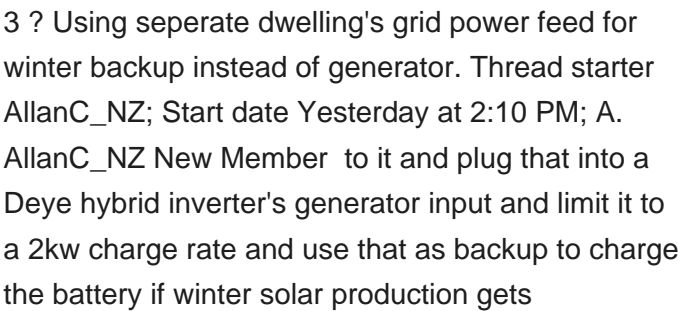 3 ? Using seperate dwelling's grid power feed for
winter backup instead of generator. Thread starter
AllanC_NZ; Start date Yesterday at 2:10 PM; A.
AllanC_NZ New Member  to it and plug that into a
Deye hybrid inverter's generator input and limit it to
a 2kw charge rate and use that as backup to charge
the battery if winter solar production gets